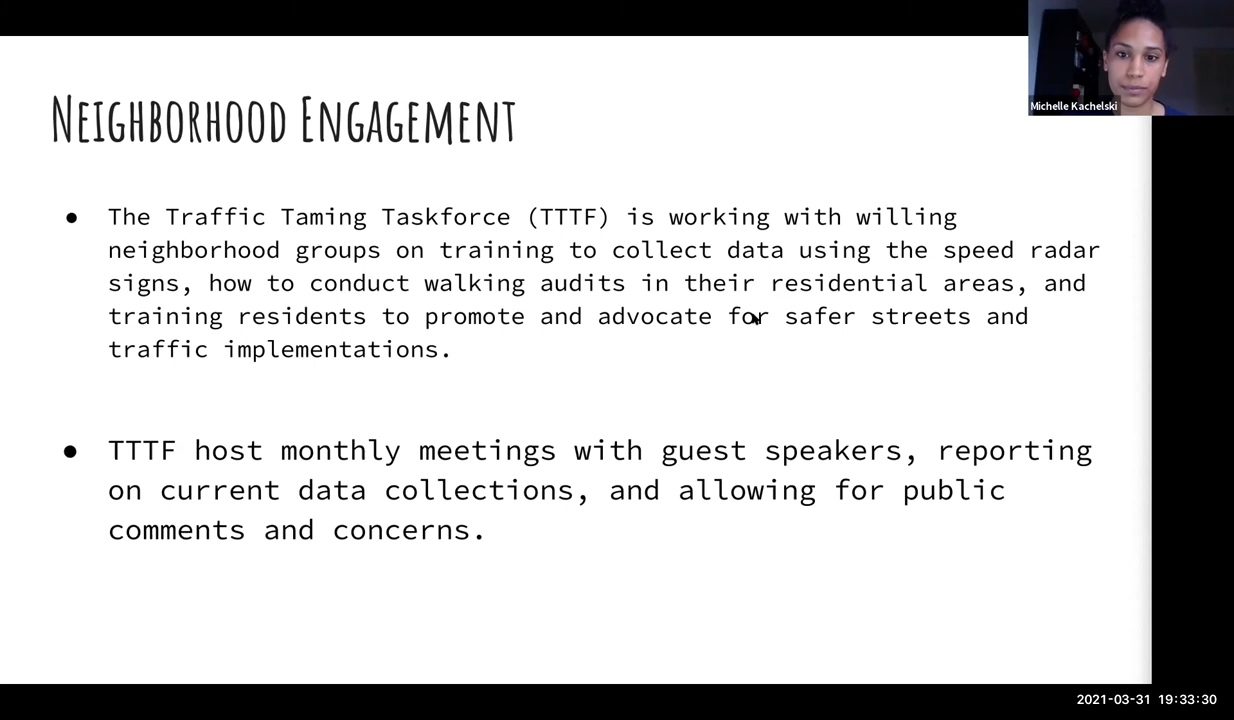 Michelle Kachelski
NEIGHBORHOOD ENGAGEMENT
● The Traffic Taming Taskforce (TTTF) is working with willing
neighborhood groups on training to collect data using the speed radar
signs, how to conduct walking audits in their residential areas, and
training residents to promote and advocate for safer streets and
traffic implementations.
● TTTF host monthly meetings with guest speakers, reporting
on current data collections, and allowing for public
comments and concerns.
2021-03-31 19:33:30